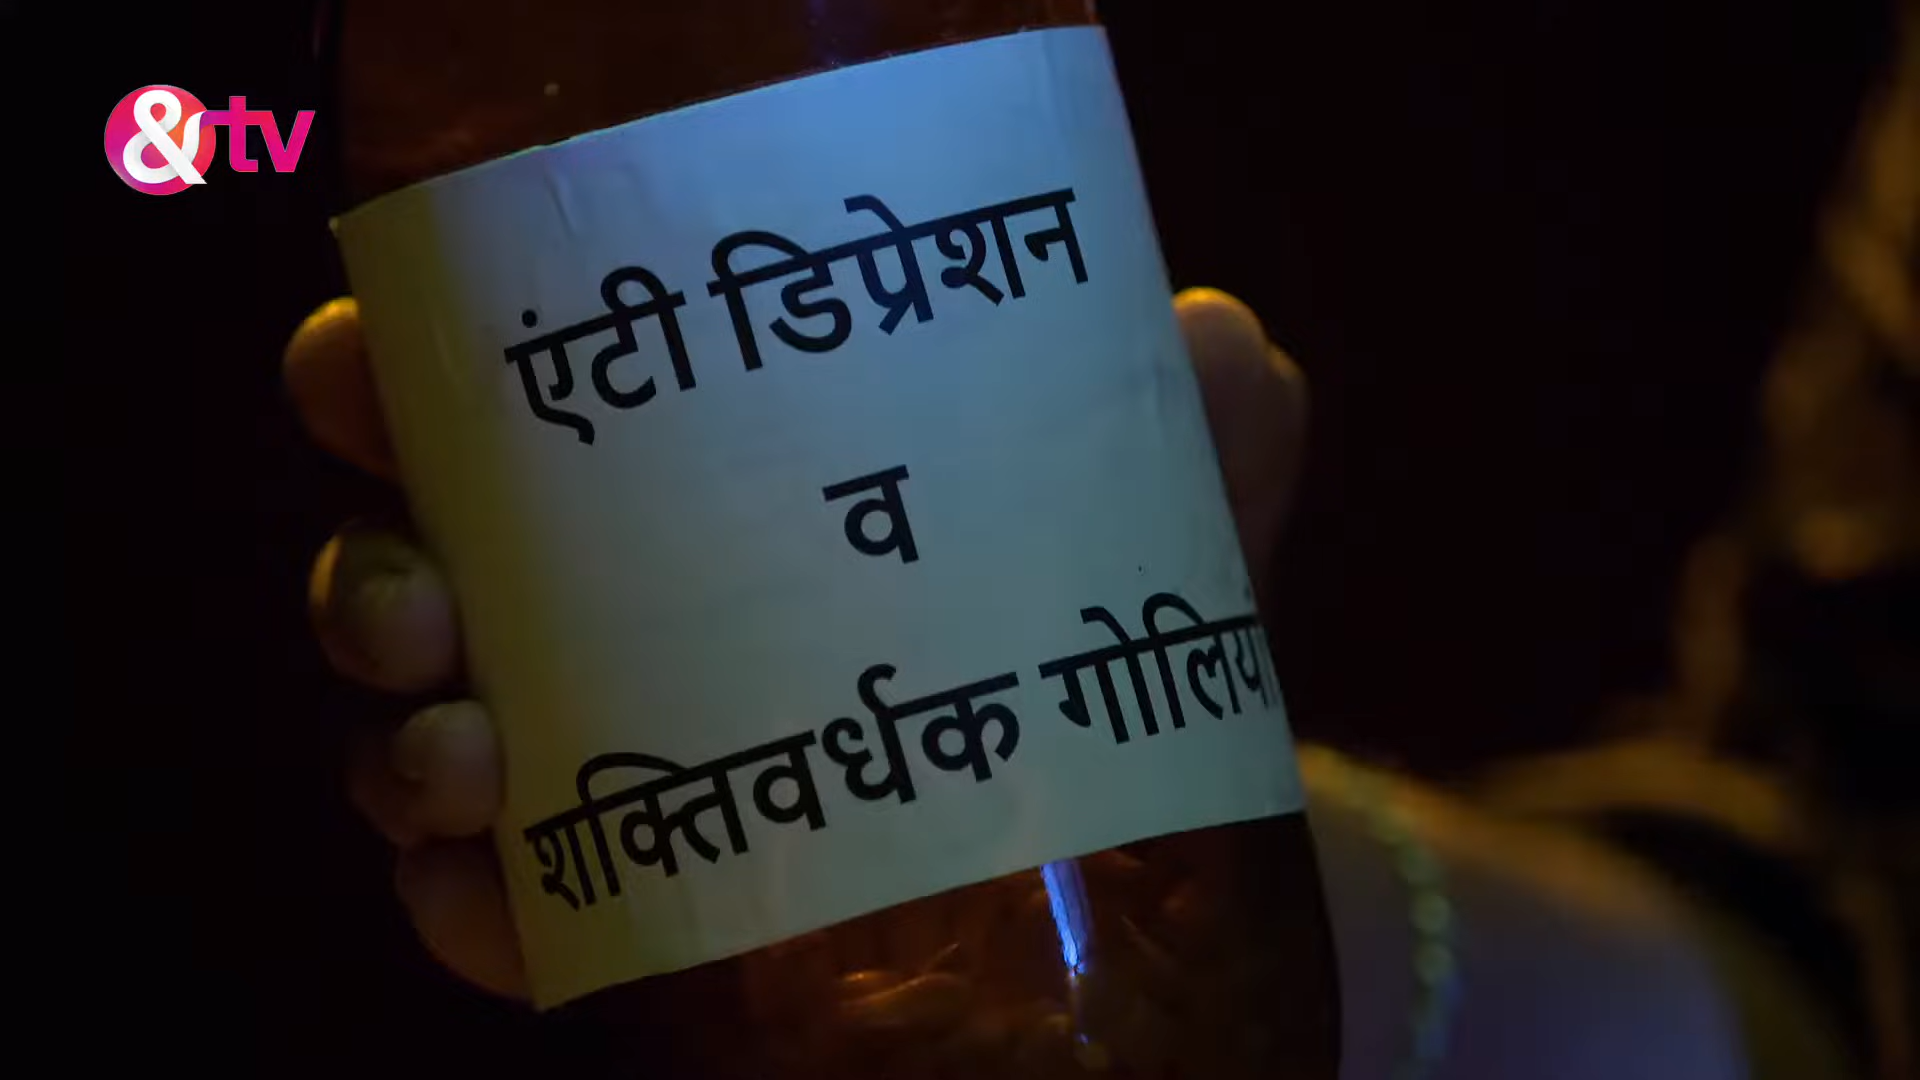 &tv
एंटी डिप्रेशन
व
शक्तिवर्धक गोलियां